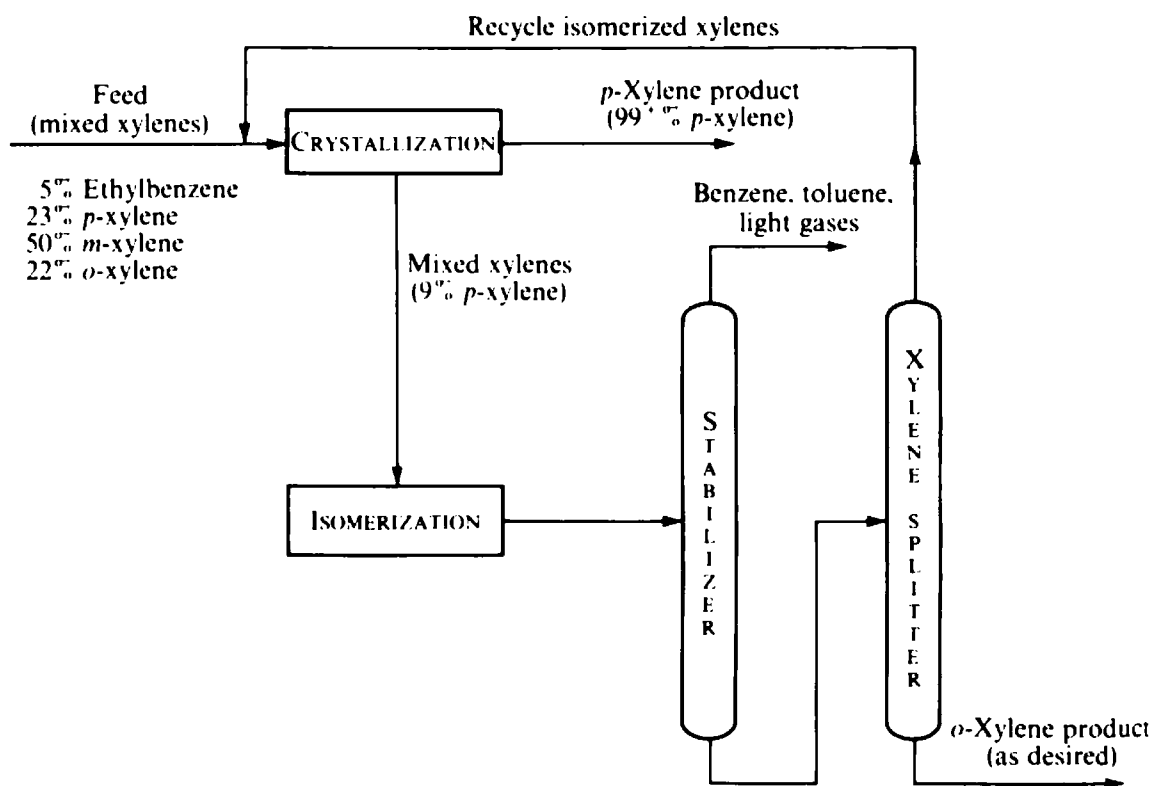 Recycle isomerized xylenes
Feed
(mixed xylenes)
CRYSTALLIZATION
p-Xylene product
(99+% p-xylene)
5% Ethylbenzene
23% p-xylene
50% m-xylene
22% o-xylene
Mixed xylenes
(9% p-xylene)
Benzene, toluene,
light gases
ISOMERIZATION
STABILIZER
XYLENE SPLITTER
o-Xylene product
(as desired)